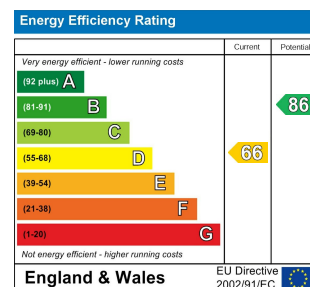 Energy Efficiency Rating
Current Potential
Very energy efficient - lower running costs
(92 plus) A
(81-91) B
86
(69-80) C
(55-68) D
66
(39-54) E
(21-38) F
(1-20) G
Not energy efficient - higher running costs
England & Wales
EU Directive
2002/91/EC